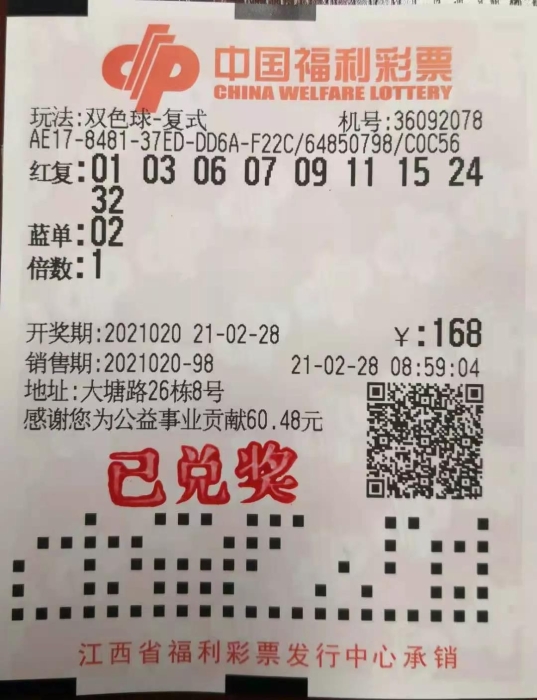 中国福利彩票
CHINA WELFARE LOTTERY
玩法:双色球-复式 机号:36092078
AE17-8481-37ED-DD6A-F22C/64850798/C0C56
红复:01 03 06 07 09 11 15 24
32
蓝单:02
倍数:1
开奖期:2021020 21-02-28 ￥:168
销售期:2021020-98 21-02-28 08:59:04
地址:大塘路26栋8号
感谢您为公益事业贡献60.48元
已兑奖
江西省福利彩票发行中心承销